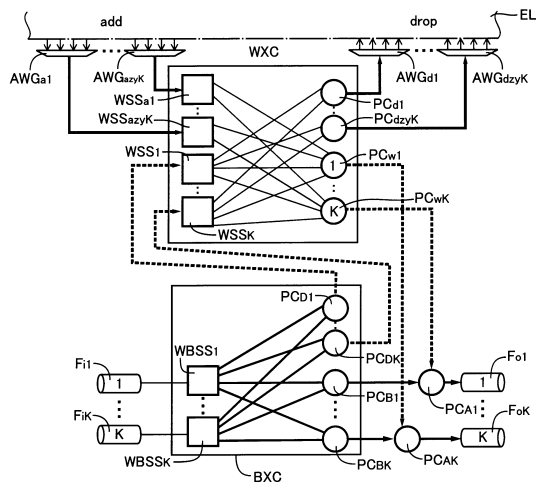 add
drop
EL
AWGa1
AWGazyK
WXC
AWGd1
AWGdzyK
WSSa1
PCd1
WSSazyK
PCdzyK
WSS1
1
PCw1
K
PCwK
WSSK
PCD1
PCDK
WBSS1
Fi1
1
PCB1
1
Fo1
PCA1
FiK
K
K
FoK
WBSSK
BXC
PCBK
PCAK